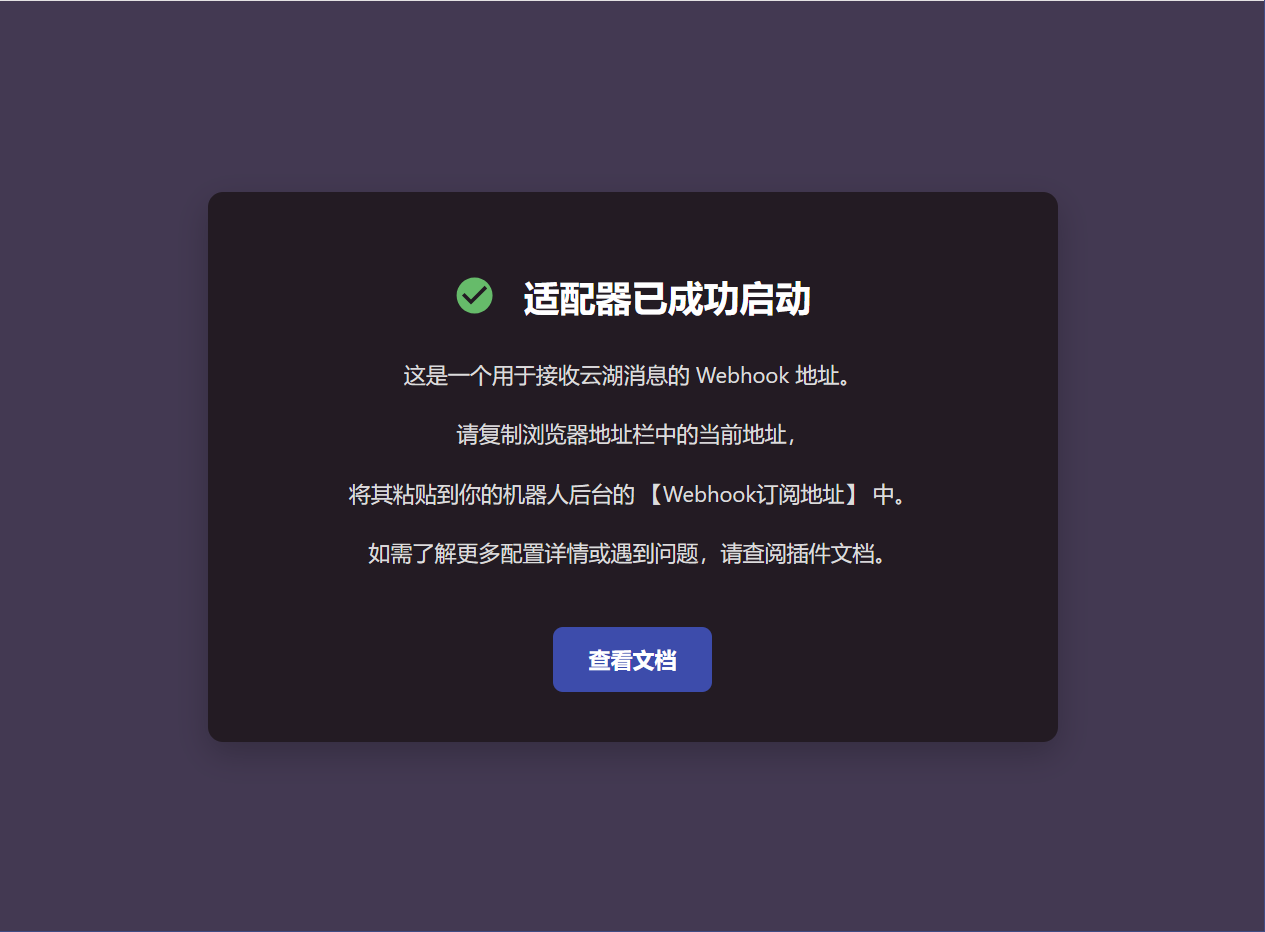 适配器已成功启动
这是一个用于接收云湖消息的 Webhook 地址。
请复制浏览器地址栏中的当前地址，
将其粘贴到你的机器人后台的 【Webhook订阅地址】 中。
如需了解更多配置详情或遇到问题，请查阅插件文档。
查看文档